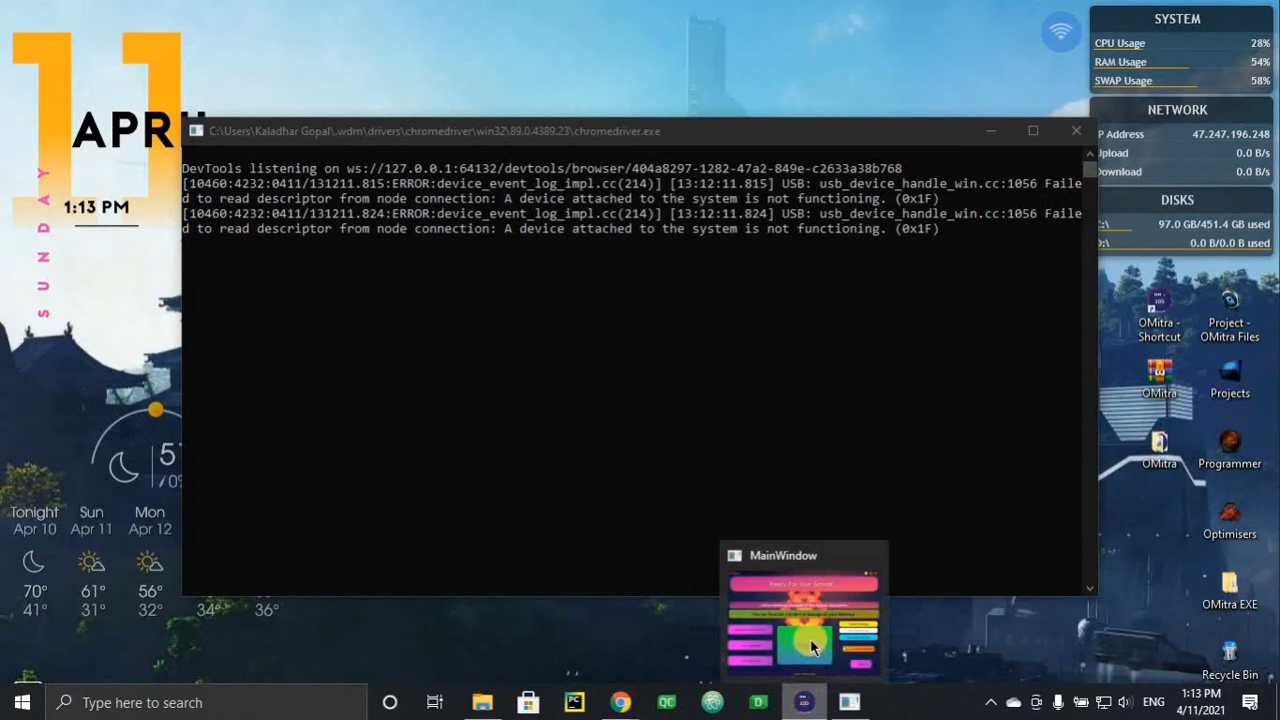 11
APRIL
SUNDAY
1:13 PM
SYSTEM
CPU Usage 28%
RAM Usage 54%
SWAP Usage 58%
NETWORK
IP Address 47.247.196.248
Upload 0.0 B/s
Download 0.0 B/s
DISKS
C:\ 97.0 GB/451.4 GB used
D:\ 0.0 B/0.0 B used
C:\Users\Kaladhar Gopal\.wdm\drivers\chromedriver\win32\89.0.4389.23\chromedriver.exe
DevTools listening on ws://127.0.0.1:64132/devtools/browser/404a8297-1282-47a2-849e-c2633a38b768
[10460:4232:0411/131211.815:ERROR:device_event_log_impl.cc(214)] [13:12:11.815] USB: usb_device_handle_win.cc:1056 Faile
d to read descriptor from node connection: A device attached to the system is not functioning. (0x1F)
[10460:4232:0411/131211.824:ERROR:device_event_log_impl.cc(214)] [13:12:11.824] USB: usb_device_handle_win.cc:1056 Faile
d to read descriptor from node connection: A device attached to the system is not functioning. (0x1F)
OMitra -
Shortcut
Project -
OMitra Files
OMitra
Projects
OMitra
Programmer
Optimisers
OMitra EXE
Recycle Bin
Tonight Sun Mon
Apr 10 Apr 11 Apr 12
70° 61° 56°
41° 31° 32° 34° 36°
MainWindow
Ready For Your Service
Type here to search
PC
QC
D
ENG
1:13 PM
4/11/2021